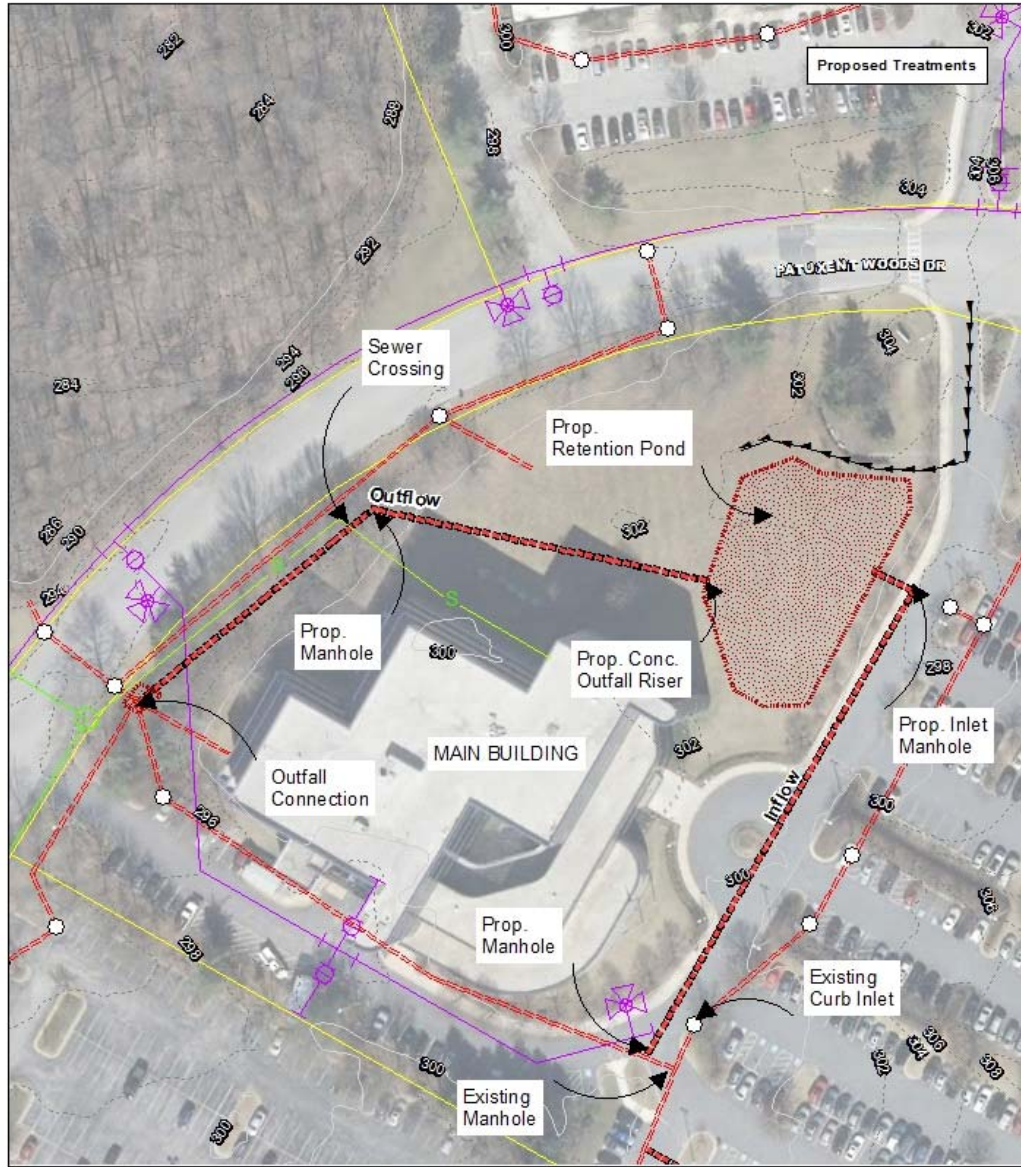 282
300
302
Proposed Treatments
284
288
298
304
306
304
292
PATUXENT WOODS DR
Sewer
Crossing
294
296
284
304
302
Prop.
Retention Pond
Outflow
286
290
302
S
294
Prop.
Manhole
300
Prop. Conc.
Outfall Riser
298
Prop. Inlet
Manhole
302
MAIN BUILDING
Outfall
Connection
Inflow
296
300
300
306
Prop.
Manhole
298
Existing
Curb Inlet
306
304
302
308
300
Existing
Manhole
300